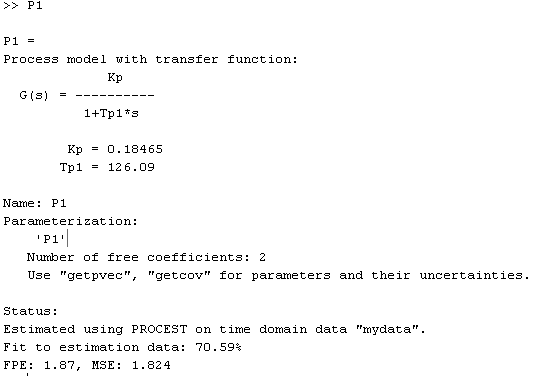 >> P1
P1 =
Process model with transfer function:
Kp
G(s) = ----------
1+Tp1*s
Kp = 0.18465
Tp1 = 126.09
Name: P1
Parameterization:
'P1'
Number of free coefficients: 2
Use "getpvec", "getcov" for parameters and their uncertainties.
Status:
Estimated using PROCEST on time domain data "mydata".
Fit to estimation data: 70.59%
FPE: 1.87, MSE: 1.824